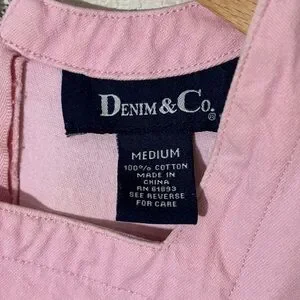 DENIM & CO.®
MEDIUM
100% COTTON
MADE IN
CHINA
RN 81893
SEE REVERSE
FOR CARE